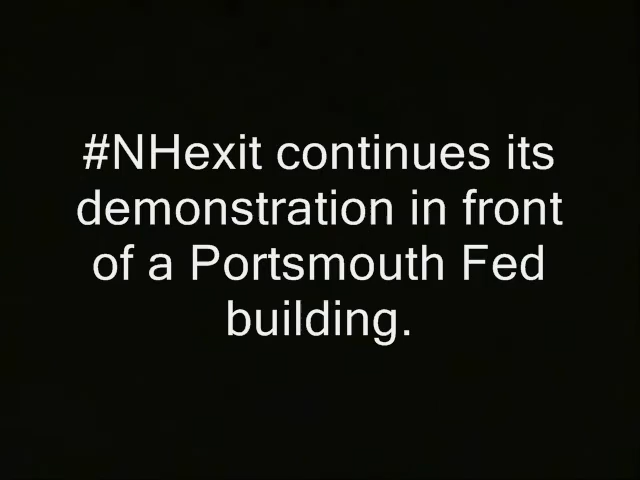 #NHexit continues its
demonstration in front
of a Portsmouth Fed
building.